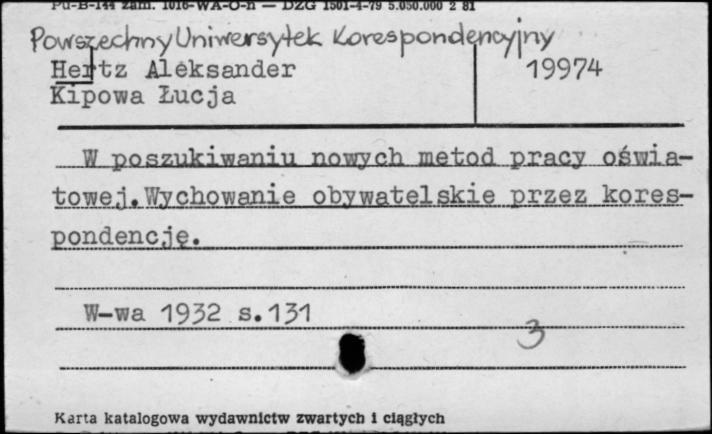 Pu-B-144 zam. 1016-WA-O-n — DZG 1501-4-79 5.050.000 2 81
Powszechny Uniwersytek Korespondencyjny
Hertz Aleksander 19974
Kipowa Łucja
W poszukiwaniu nowych metod pracy oświa-
towej.Wychowanie obywatelskie przez kores-
pondencję.
W-wa 1932 s.131
3
Karta katalogowa wydawnictw zwartych i ciągłych